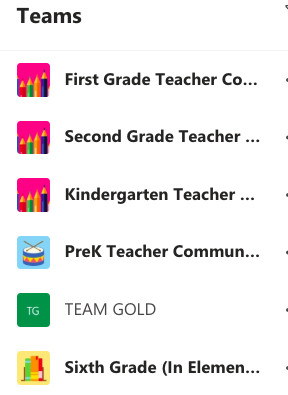 Teams
First Grade Teacher Co...
Second Grade Teacher ...
Kindergarten Teacher ...
PreK Teacher Commun...
TG TEAM GOLD
Sixth Grade (In Elemen...